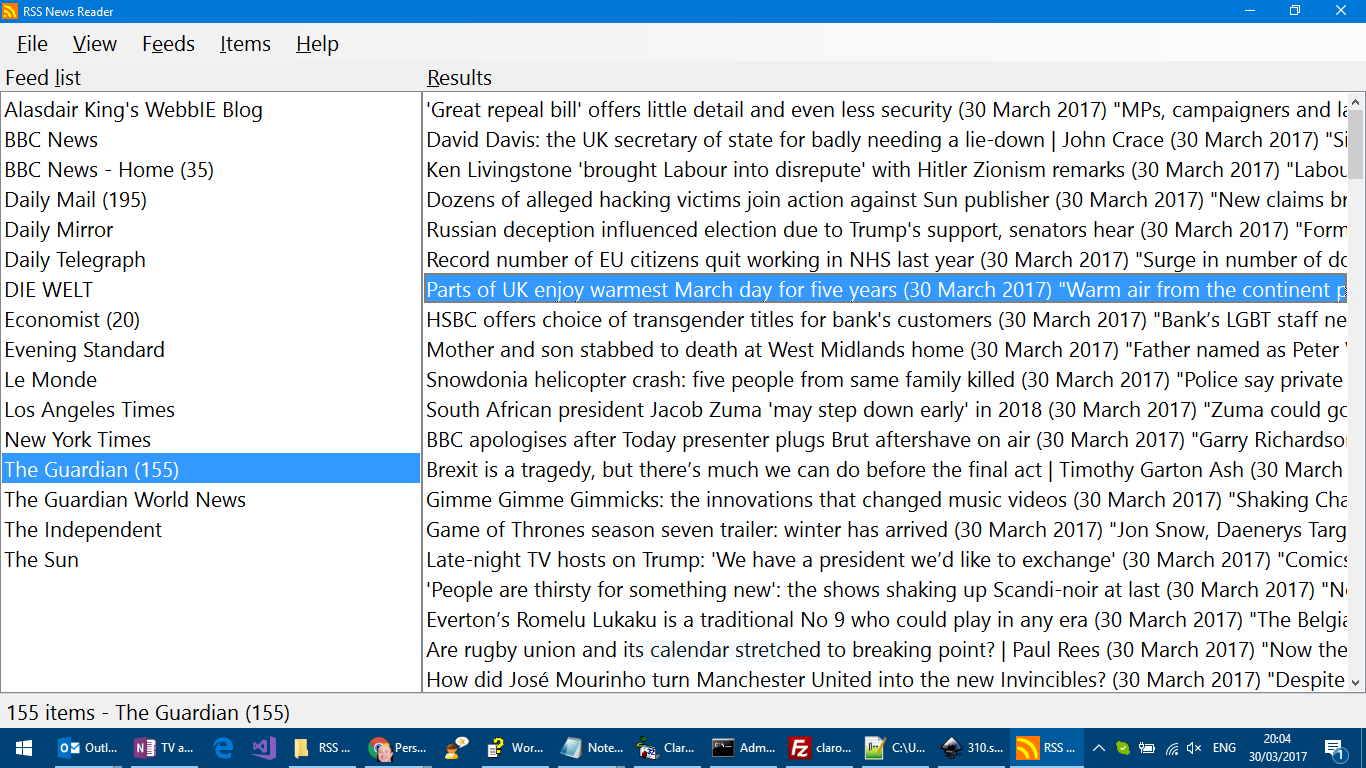 RSS News Reader
File View Feeds Items Help
Feed list
Results
Alasdair King's WebbIE Blog
BBC News
BBC News - Home (35)
Daily Mail (195)
Daily Mirror
Daily Telegraph
DIE WELT
Economist (20)
Evening Standard
Le Monde
Los Angeles Times
New York Times
The Guardian (155)
The Guardian World News
The Independent
The Sun
'Great repeal bill' offers little detail and even less security (30 March 2017) "MPs, campaigners and la
David Davis: the UK secretary of state for badly needing a lie-down | John Crace (30 March 2017) "Si
Ken Livingstone 'brought Labour into disrepute' with Hitler Zionism remarks (30 March 2017) "Labou
Dozens of alleged hacking victims join action against Sun publisher (30 March 2017) "New claims br
Russian deception influenced election due to Trump's support, senators hear (30 March 2017) "Form
Record number of EU citizens quit working in NHS last year (30 March 2017) "Surge in number of do
Parts of UK enjoy warmest March day for five years (30 March 2017) "Warm air from the continent p
HSBC offers choice of transgender titles for bank's customers (30 March 2017) "Bank’s LGBT staff ne
Mother and son stabbed to death at West Midlands home (30 March 2017) "Father named as Peter
Snowdonia helicopter crash: five people from same family killed (30 March 2017) "Police say private
South African president Jacob Zuma 'may step down early' in 2018 (30 March 2017) "Zuma could go
BBC apologises after Today presenter plugs Brut aftershave on air (30 March 2017) "Garry Richardso
Brexit is a tragedy, but there’s much we can do before the final act | Timothy Garton Ash (30 March
Gimme Gimme Gimmicks: the innovations that changed music videos (30 March 2017) "Shaking Cha
Game of Thrones season seven trailer: winter has arrived (30 March 2017) "Jon Snow, Daenerys Targ
Late-night TV hosts on Trump: 'We have a president we’d like to exchange' (30 March 2017) "Comics
'People are thirsty for something new': the shows shaking up Scandi-noir at last (30 March 2017) "No
Everton’s Romelu Lukaku is a traditional No 9 who could play in any era (30 March 2017) "The Belgia
Are rugby union and its calendar stretched to breaking point? | Paul Rees (30 March 2017) "Now the
How did José Mourinho turn Manchester United into the new Invincibles? (30 March 2017) "Despite
155 items - The Guardian (155)
Outl... TV a... RSS ... Pers... Wor... Note... Clar... Adm... claro... C:\U... 310.s... RSS ... ENG
20:04
30/03/2017
1